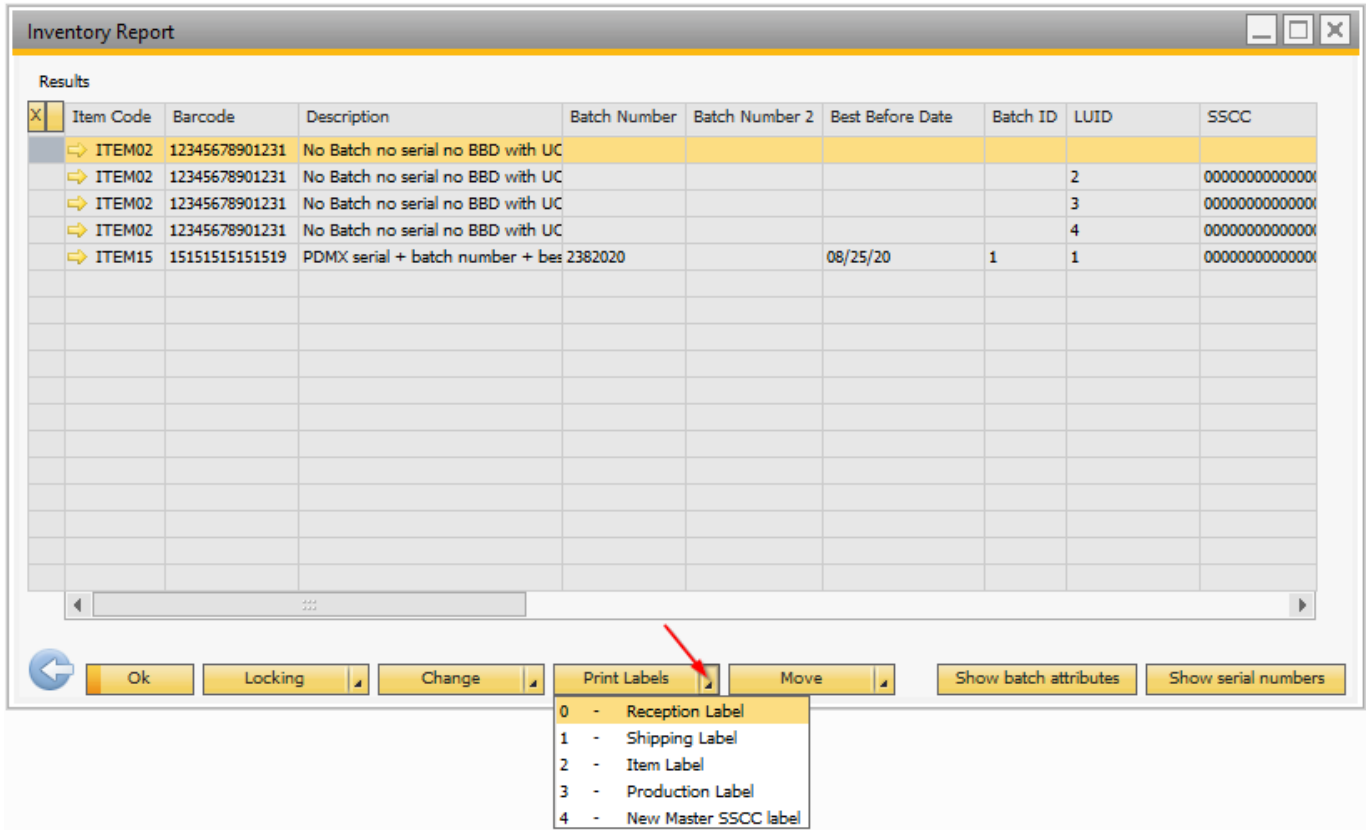 Inventory Report
Results
X Item Code Barcode Description Batch Number Batch Number 2 Best Before Date Batch ID LUID SSCC
ITEM02 12345678901231 No Batch no serial no BBD with UC
ITEM02 12345678901231 No Batch no serial no BBD with UC 2 00000000000000
ITEM02 12345678901231 No Batch no serial no BBD with UC 3 00000000000000
ITEM02 12345678901231 No Batch no serial no BBD with UC 4 00000000000000
ITEM15 15151515151519 PDMX serial + batch number + bes 2382020 08/25/20 1 1 00000000000000
Ok Locking Change Print Labels Move Show batch attributes Show serial numbers
0 - Reception Label
1 - Shipping Label
2 - Item Label
3 - Production Label
4 - New Master SSCC label